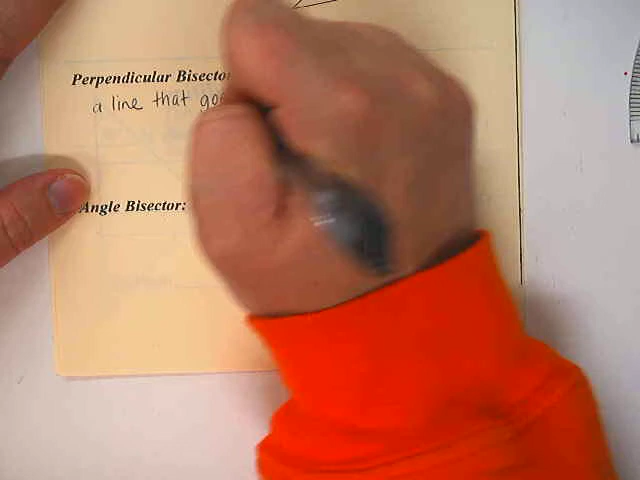 Perpendicular Bisector
a line that goe
Angle Bisector: